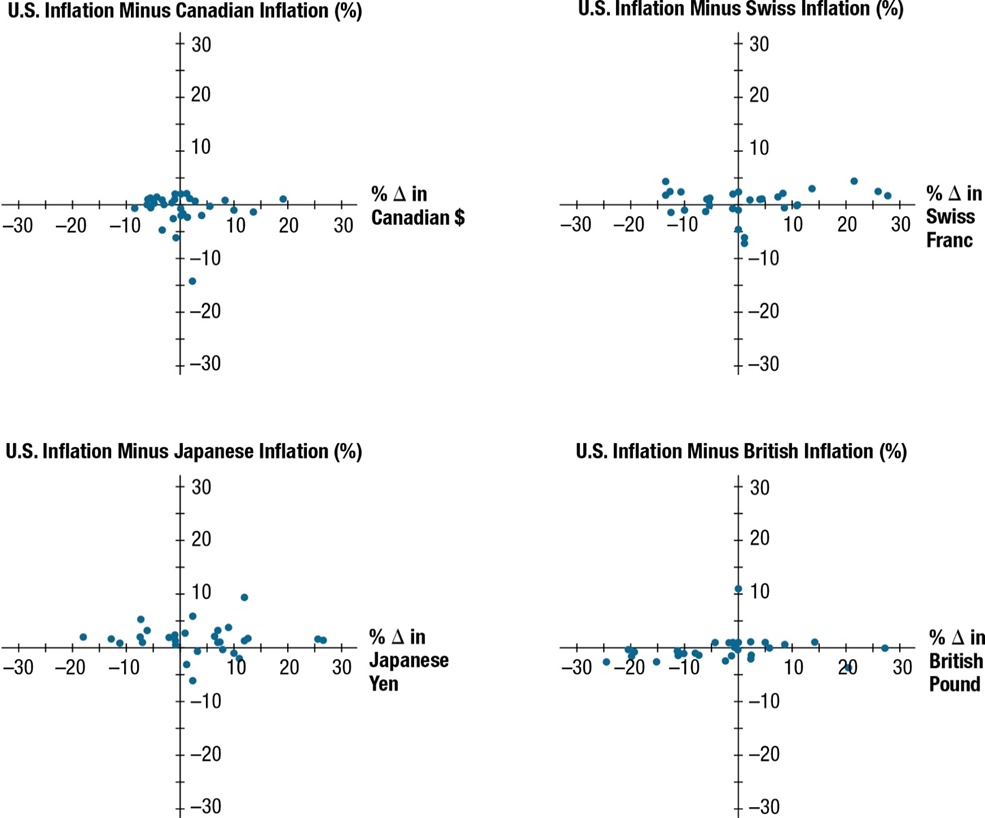 U.S. Inflation Minus Canadian Inflation (%)
30
20
10
–30 –20 –10 10 20 30
–10
–20
–30
% Δ in
Canadian $
U.S. Inflation Minus Swiss Inflation (%)
30
20
10
–30 –20 –10 10 20 30
–10
–20
–30
% Δ in
Swiss
Franc
U.S. Inflation Minus Japanese Inflation (%)
30
20
10
–30 –20 –10 10 20 30
–10
–20
–30
% Δ in
Japanese
Yen
U.S. Inflation Minus British Inflation (%)
30
20
10
–30 –20 –10 10 20 30
–10
–20
–30
% Δ in
British
Pound